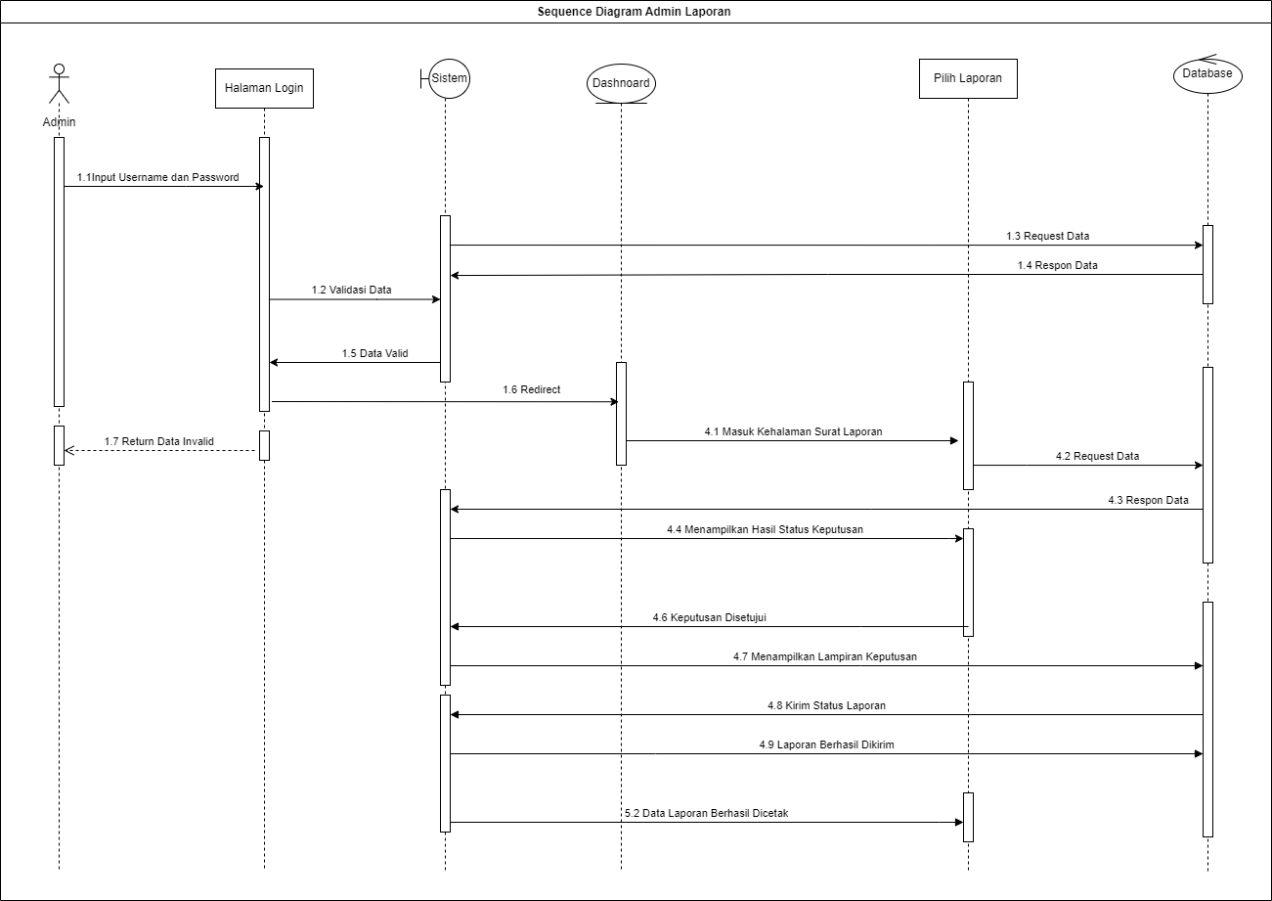 Sequence Diagram Admin Laporan
Admin
Halaman Login
Sistem
Dashnoard
Pilih Laporan
Database
1.1Input Username dan Password
1.3 Request Data
1.4 Respon Data
1.2 Validasi Data
1.5 Data Valid
1.6 Redirect
4.1 Masuk Kehalaman Surat Laporan
1.7 Return Data Invalid
4.2 Request Data
4.3 Respon Data
4.4 Menampilkan Hasil Status Keputusan
4.6 Keputusan Disetujui
4.7 Menampilkan Lampiran Keputusan
4.8 Kirim Status Laporan
4.9 Laporan Berhasil Dikirim
5.2 Data Laporan Berhasil Dicetak